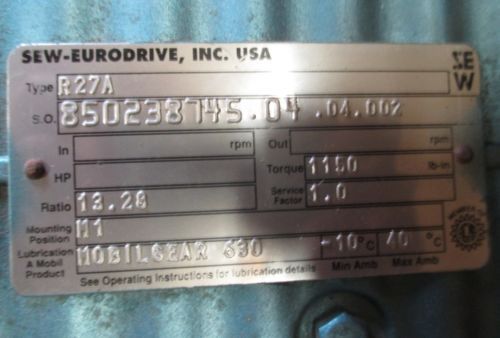 SEW-EURODRIVE, INC. USA
SEW
Type R27A
S.O. 850238745.04 .04.002
In rpm Out rpm
HP Torque 1150 lb-in
Ratio 13.28 Service Factor 1.0
Mounting Position M1
Lubrication A Mobil Product MOBILGEAR 630 -10°C 40 °C
Min Amb Max Amb
See Operating Instructions for lubrication details